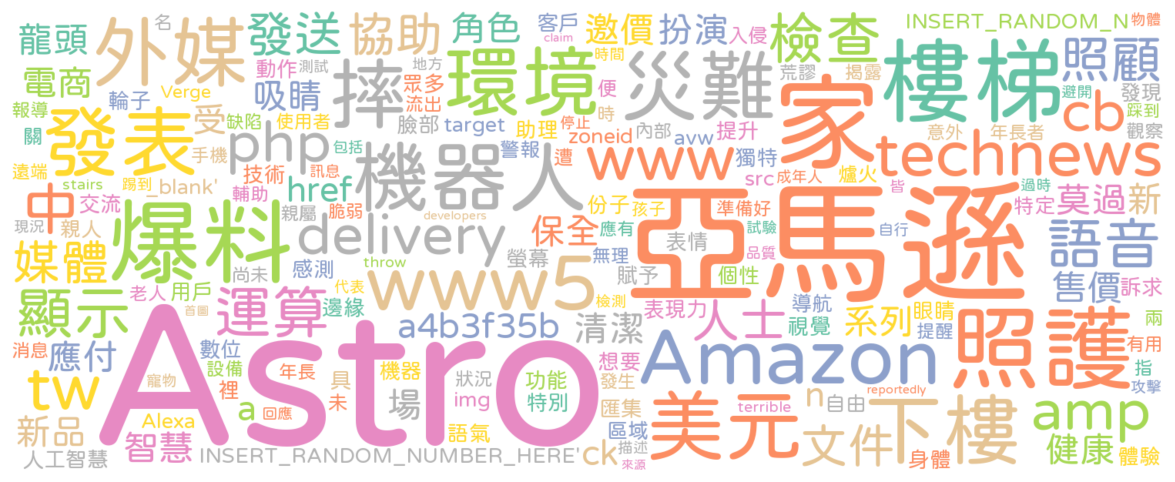 龍頭
外媒
發送
協助
角色
客戶
claim
邀價
扮演
入侵
檢查
INSERT_RANDOM_N
物體
名
電商
動作
測試
地方
時間
荒謬
揭露
樓梯
照顧
避開
發現
踩到
觀察
報導
輪子
Verge
吸睛
摔
眾多
流出
環境
便
災難
家
cb
關
發表
缺陷
使用者
受
臉部
target
助理
停止
zoneid
內部
時
avw
提升
意外
年長者
遠端
手機
php
包括
警報
遭
www
獨特
technews
stairs
踢到
_blank'
技術
訊息
href
機器人
src
成年人
爐火
皆
過時
特定
莫過
新
中
交流
輔助
親屬
脆弱
developers
份子
孩子
準備好
現況
親人
爆料
delivery
保全
應有
表情
試驗
亞馬遜
自行
語音
媒體
尚未
感測
螢幕
無理
賦予
品質
個性
老人
用戶
throw
www5
代表
檢測
售價
訴求
顯示
首圖
運算
邊緣
表現力
導航
眼睛
兩
a4b3f35b
清潔
人士
視覺
系列
提醒
消息
應付
數位
Astro
想要
Amazon
照護
有用
指
tw
設備
裡
年長
具
機器
狀況
功能
發生
reportedly
攻擊
寵物
Alexa
a
回應
未
場
img
特別
匯集
美元
terrible
n
自由
下樓
amp
新品
智慧
語氣
區域
描述
文件
健康
人工智慧
INSERT_RANDOM_NUMBER_HERE'
ck
來源
身體
體驗